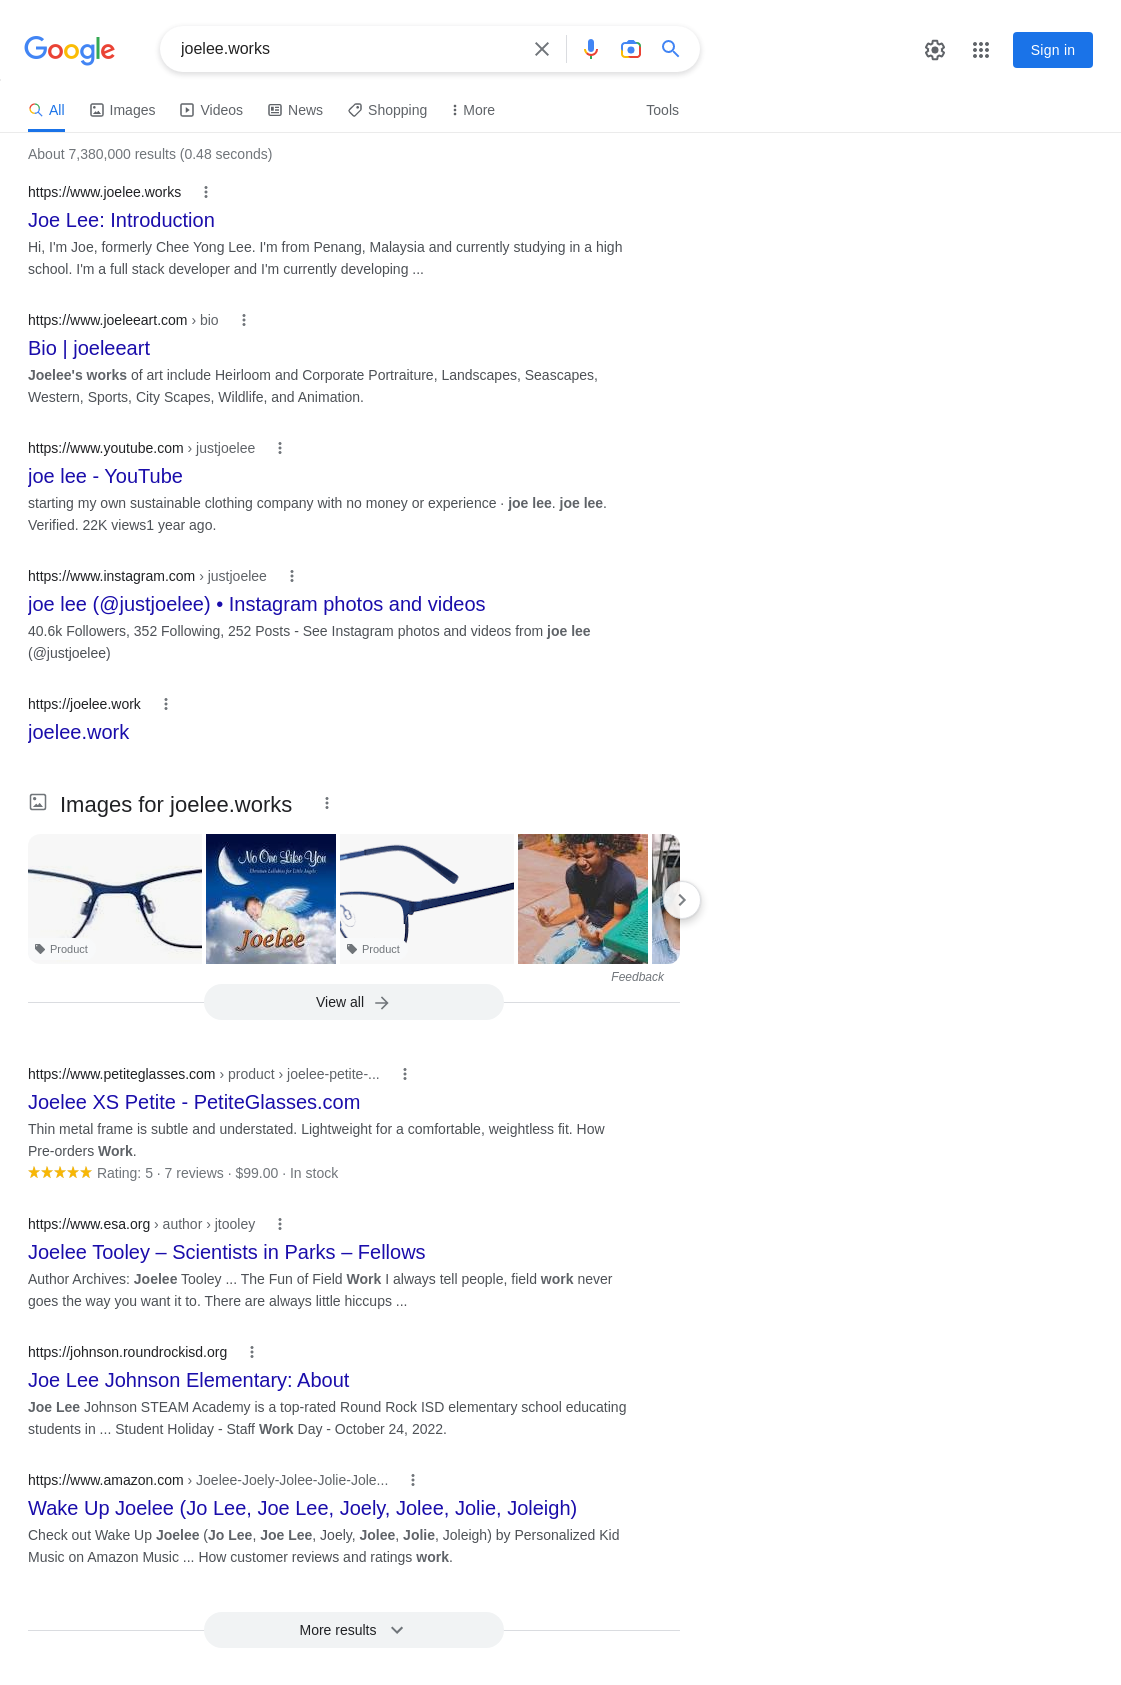 Google
joelee.works
Sign in
All
Images
Videos
News
Shopping
More
Tools
About 7,380,000 results (0.48 seconds)
https://www.joelee.works
Joe Lee: Introduction
Hi, I'm Joe, formerly Chee Yong Lee. I'm from Penang, Malaysia and currently studying in a high
school. I'm a full stack developer and I'm currently developing ...
https://www.joeleeart.com › bio
Bio | joeleeart
Joelee's works of art include Heirloom and Corporate Portraiture, Landscapes, Seascapes,
Western, Sports, City Scapes, Wildlife, and Animation.
https://www.youtube.com › justjoelee
joe lee - YouTube
starting my own sustainable clothing company with no money or experience · joe lee. joe lee.
Verified. 22K views1 year ago.
https://www.instagram.com › justjoelee
joe lee (@justjoelee) • Instagram photos and videos
40.6k Followers, 352 Following, 252 Posts - See Instagram photos and videos from joe lee
(@justjoelee)
https://joelee.work
joelee.work
Images for joelee.works
No One Like You
Christian Lullabies for Little Angels
Joelee
Product
Product
Feedback
View all
https://www.petiteglasses.com › product › joelee-petite-...
Joelee XS Petite - PetiteGlasses.com
Thin metal frame is subtle and understated. Lightweight for a comfortable, weightless fit. How
Pre-orders Work.
Rating: 5 · 7 reviews · $99.00 · In stock
https://www.esa.org › author › jtooley
Joelee Tooley – Scientists in Parks – Fellows
Author Archives: Joelee Tooley ... The Fun of Field Work I always tell people, field work never
goes the way you want it to. There are always little hiccups ...
https://johnson.roundrockisd.org
Joe Lee Johnson Elementary: About
Joe Lee Johnson STEAM Academy is a top-rated Round Rock ISD elementary school educating
students in ... Student Holiday - Staff Work Day - October 24, 2022.
https://www.amazon.com › Joelee-Joely-Jolee-Jolie-Jole...
Wake Up Joelee (Jo Lee, Joe Lee, Joely, Jolee, Jolie, Joleigh)
Check out Wake Up Joelee (Jo Lee, Joe Lee, Joely, Jolee, Jolie, Joleigh) by Personalized Kid
Music on Amazon Music ... How customer reviews and ratings work.
More results